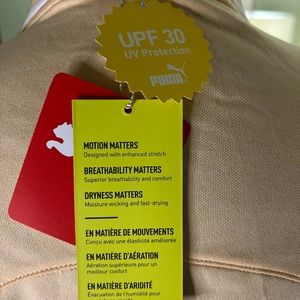 UPF 30
UV Protection
PUMA
MOTION MATTERS
Designed with enhanced stretch
BREATHABILITY MATTERS
Superior breathability and comfort
DRYNESS MATTERS
Moisture wicking and fast-drying
EN MATIÈRE DE MOUVEMENTS
Conçu avec une élasticité améliorée
EN MATIÈRE D'AÉRATION
Aération supérieure pour un
meilleur confort
EN MATIÈRE D'ARIDITÉ
Évacuation de l'humidité pour